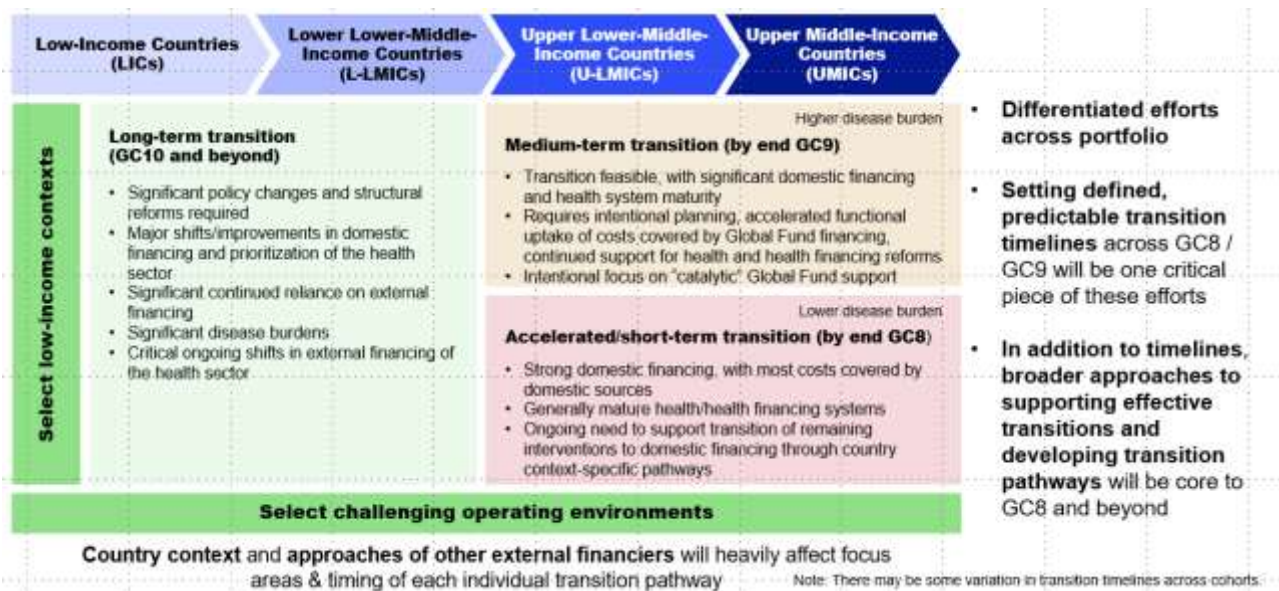 Low-Income Countries
(LICs)
Lower Lower-Middle-
Income Countries
(L-LMICs)
Upper Lower-Middle-
Income Countries
(U-LMICs)
Upper Middle-Income
Countries
(UMICs)
Select low-income contexts
Long-term transition
(GC10 and beyond)
• Significant policy changes and structural
reforms required
• Major shifts/improvements in domestic
financing and prioritization of the health
sector
• Significant continued reliance on external
financing
• Significant disease burdens
• Critical ongoing shifts in external financing of
the health sector
Higher disease burden
Medium-term transition (by end GC9)
• Transition feasible, with significant domestic financing
and health system maturity
• Requires intentional planning, accelerated functional
uptake of costs covered by Global Fund financing,
continued support for health and health financing reforms
• Intentional focus on "catalytic" Global Fund support
Lower disease burden
Accelerated/short-term transition (by end GC8)
• Strong domestic financing, with most costs covered by
domestic sources
• Generally mature health/health financing systems
• Ongoing need to support transition of remaining
interventions to domestic financing through country
context-specific pathways
Select challenging operating environments
Country context and approaches of other external financiers will heavily affect focus
areas & timing of each individual transition pathway
• Differentiated efforts
across portfolio
• Setting defined,
predictable transition
timelines across GC8 /
GC9 will be one critical
piece of these efforts
• In addition to timelines,
broader approaches to
supporting effective
transitions and
developing transition
pathways will be core to
GC8 and beyond
Note: There may be some variation in transition timelines across cohorts.